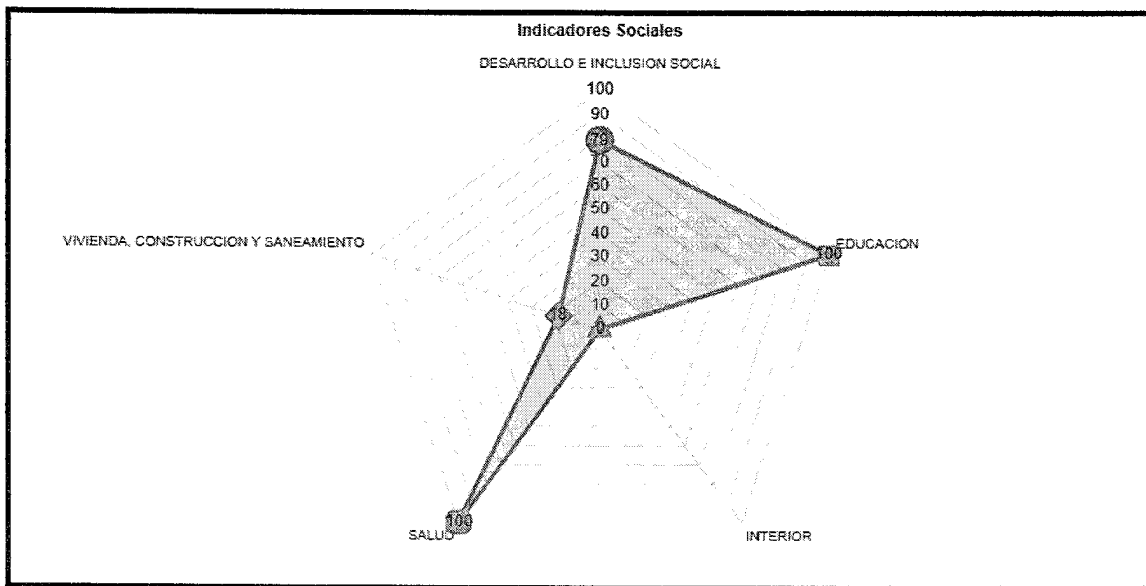 Indicadores Sociales
DESARROLLO E INCLUSION SOCIAL
100
90
79
70
60
50
40
30
20
10
0
VIVIENDA, CONSTRUCCION Y SANEAMIENTO
EDUCACION
100
18
100
SALUD
INTERIOR